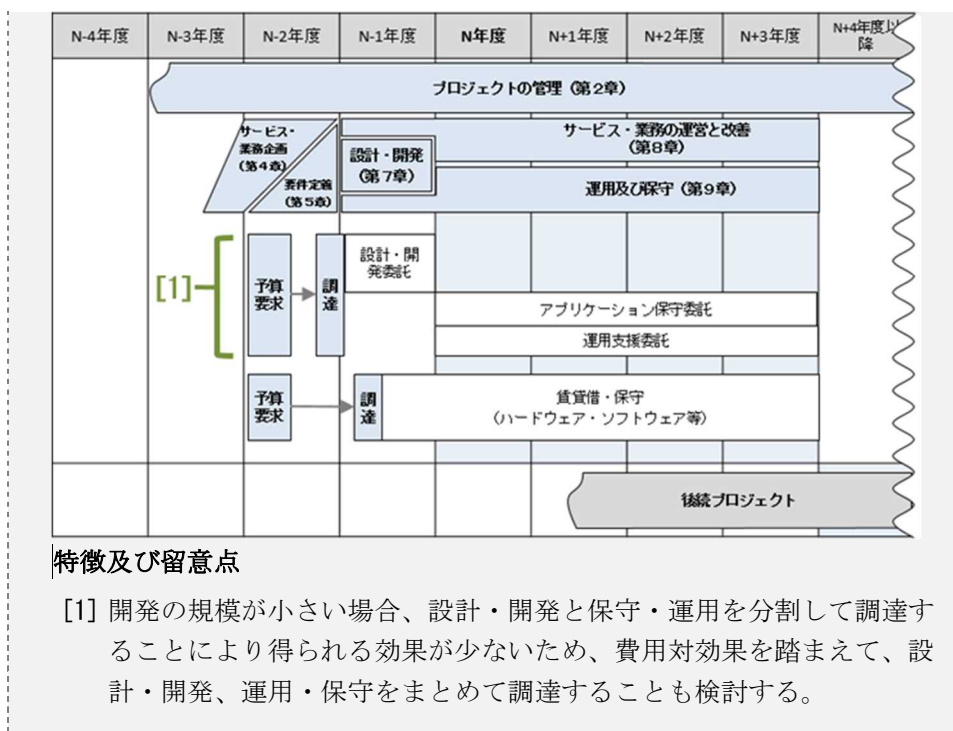 N-4年度
N-3年度
N-2年度
N-1年度
N年度
N+1年度
N+2年度
N+3年度
N+4年度以
降
プロジェクトの管理（第2章）
サービス・
業務企画
(第4章)
要件定義
(第5章)
設計・開発
(第7章)
サービス・業務の運営と改善
(第8章)
運用及び保守（第9章）
[1]
予算
要求
調
達
設計・開
発委託
アプリケーション保守委託
運用支援委託
予算
要求
調
達
賃貸借・保守
(ハードウェア・ソフトウェア等)
後続プロジェクト
特徴及び留意点
[1] 開発の規模が小さい場合、設計・開発と保守・運用を分割して調達す
ることにより得られる効果が少ないため、費用対効果を踏まえて、設
計・開発、運用・保守をまとめて調達することも検討する。